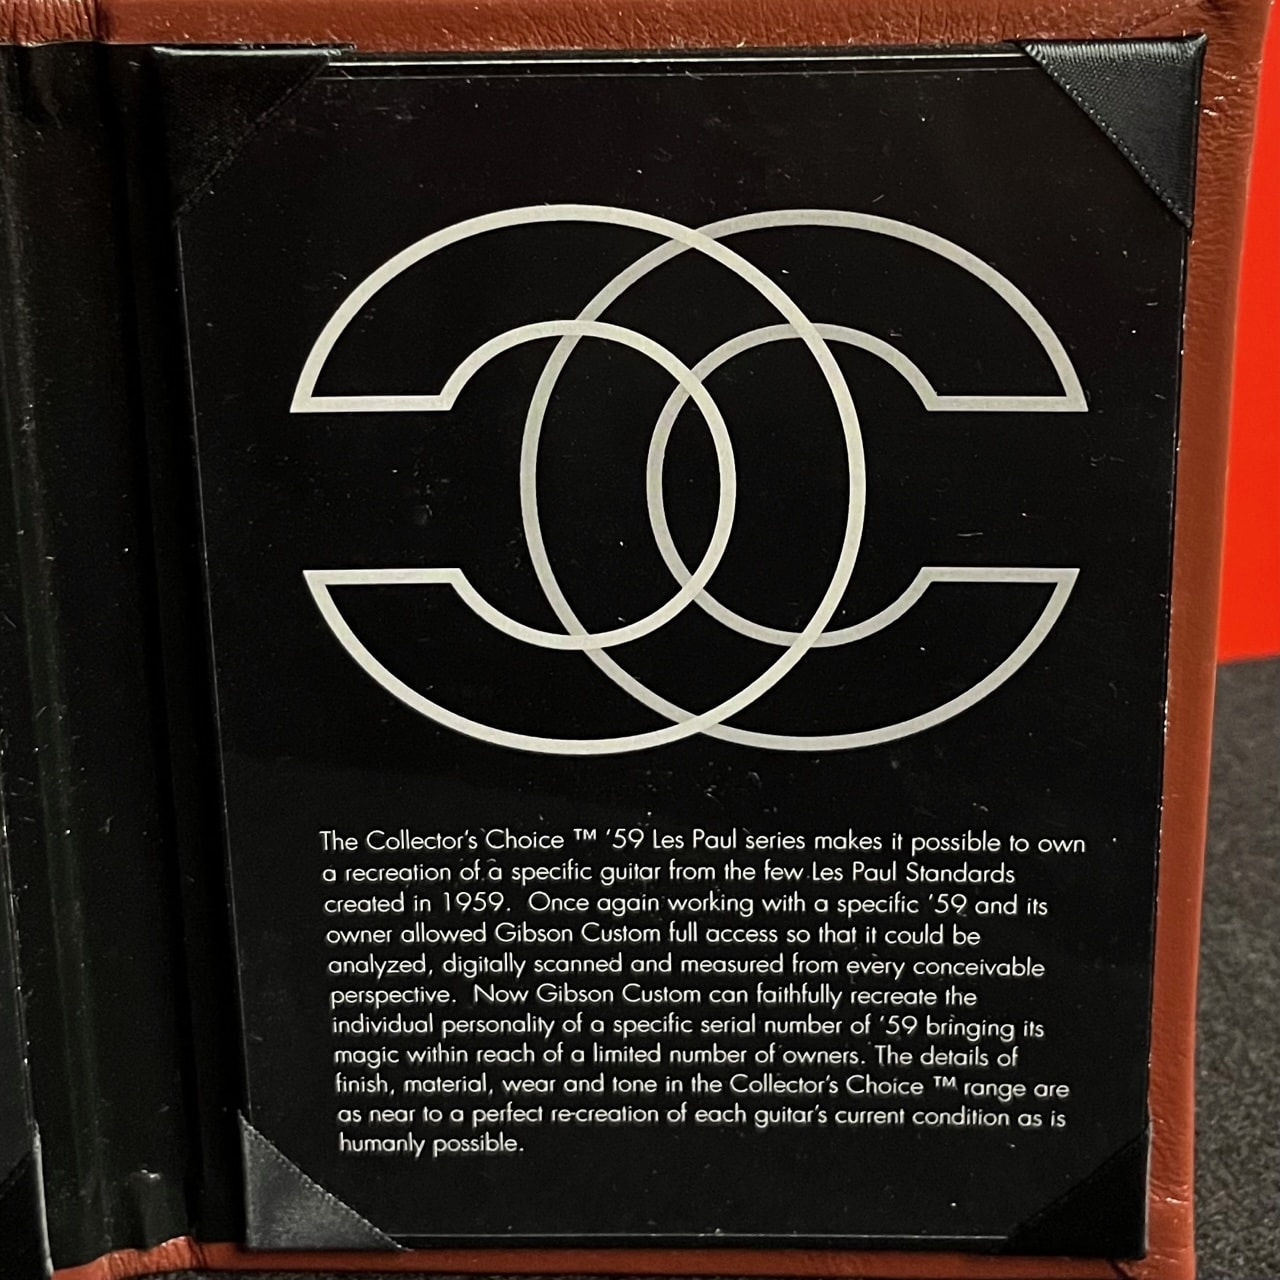 The Collector's Choice ™ '59 Les Paul series makes it possible to own
a recreation of a specific guitar from the few Les Paul Standards
created in 1959.  Once again working with a specific '59 and its
owner allowed Gibson Custom full access so that it could be
analyzed, digitally scanned and measured from every conceivable
perspective.  Now Gibson Custom can faithfully recreate the
individual personality of a specific serial number of '59 bringing its
magic within reach of a limited number of owners. The details of
finish, material, wear and tone in the Collector's Choice ™ range are
as near to a perfect re-creation of each guitar's current condition as is
humanly possible.